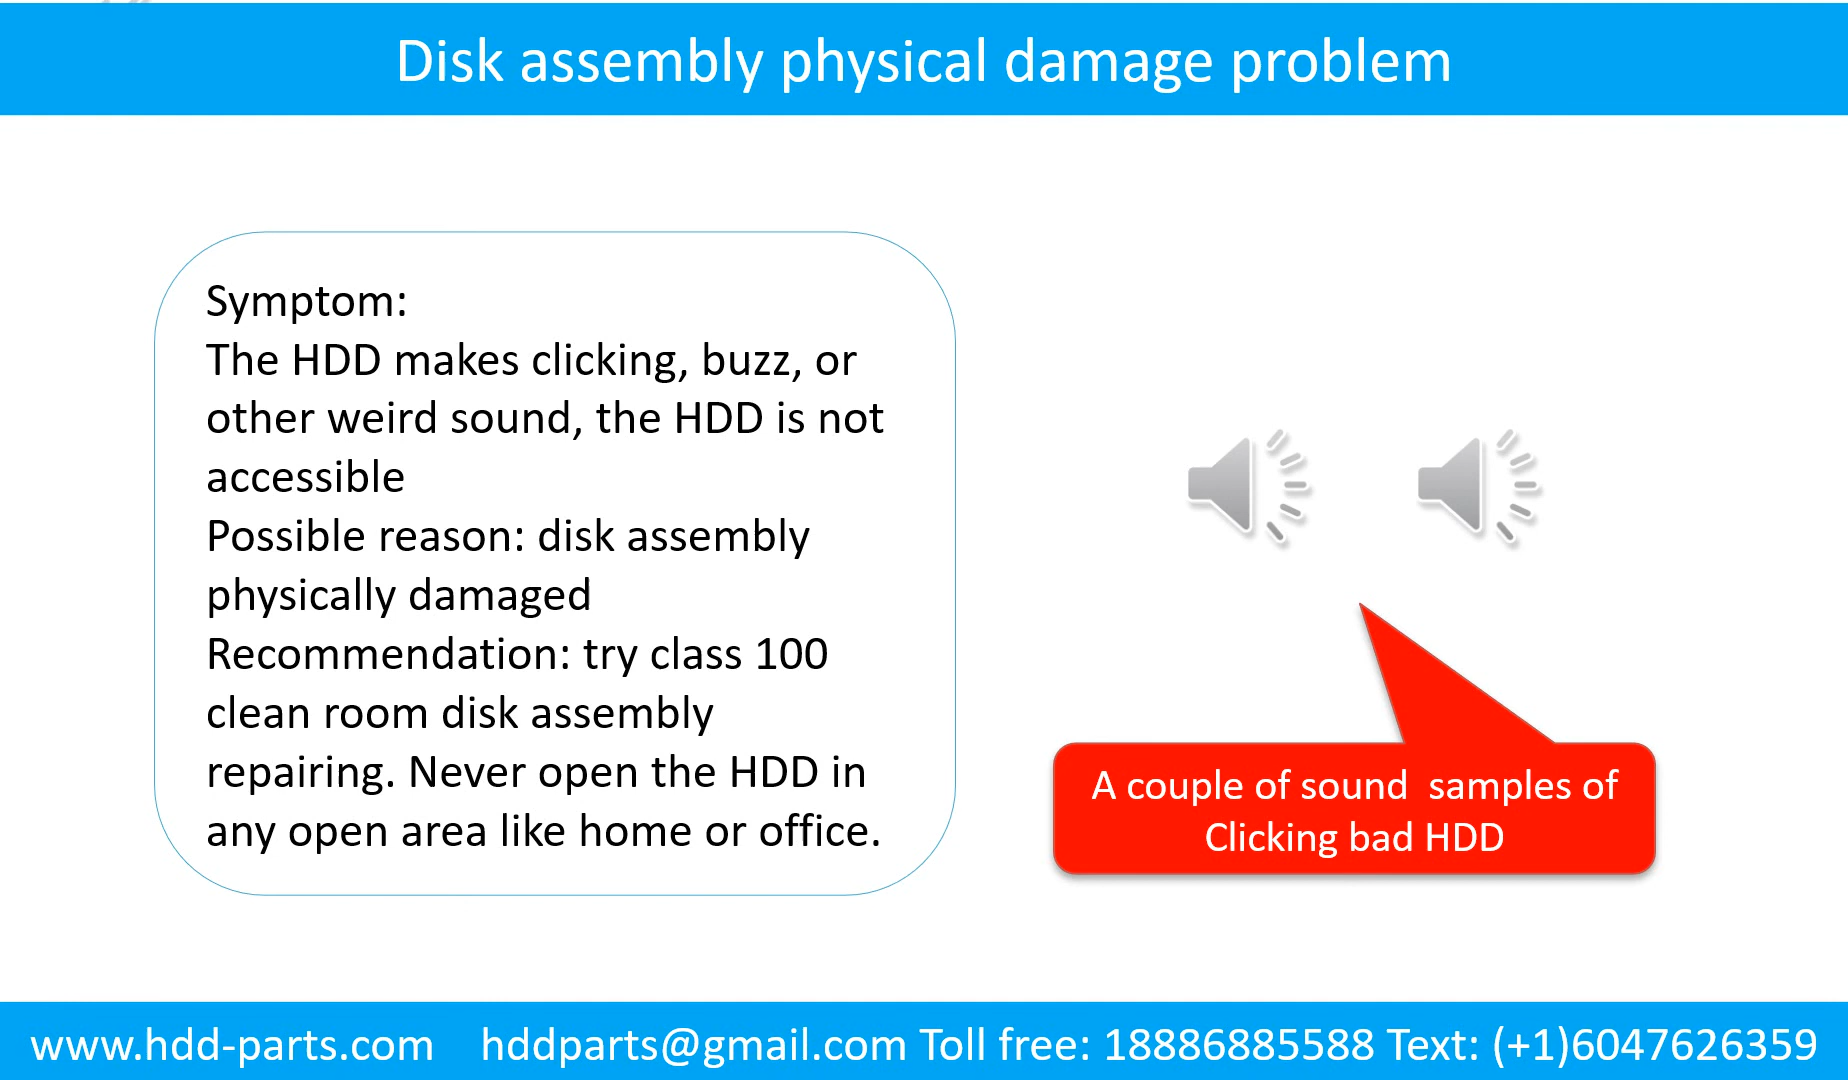 Disk assembly physical damage problem
Symptom:
The HDD makes clicking, buzz, or
other weird sound, the HDD is not
accessible
Possible reason: disk assembly
physically damaged
Recommendation: try class 100
clean room disk assembly
repairing. Never open the HDD in
any open area like home or office.
A couple of sound  samples of
Clicking bad HDD
www.hdd-parts.com    hddparts@gmail.com Toll free: 18886885588 Text: (+1)6047626359